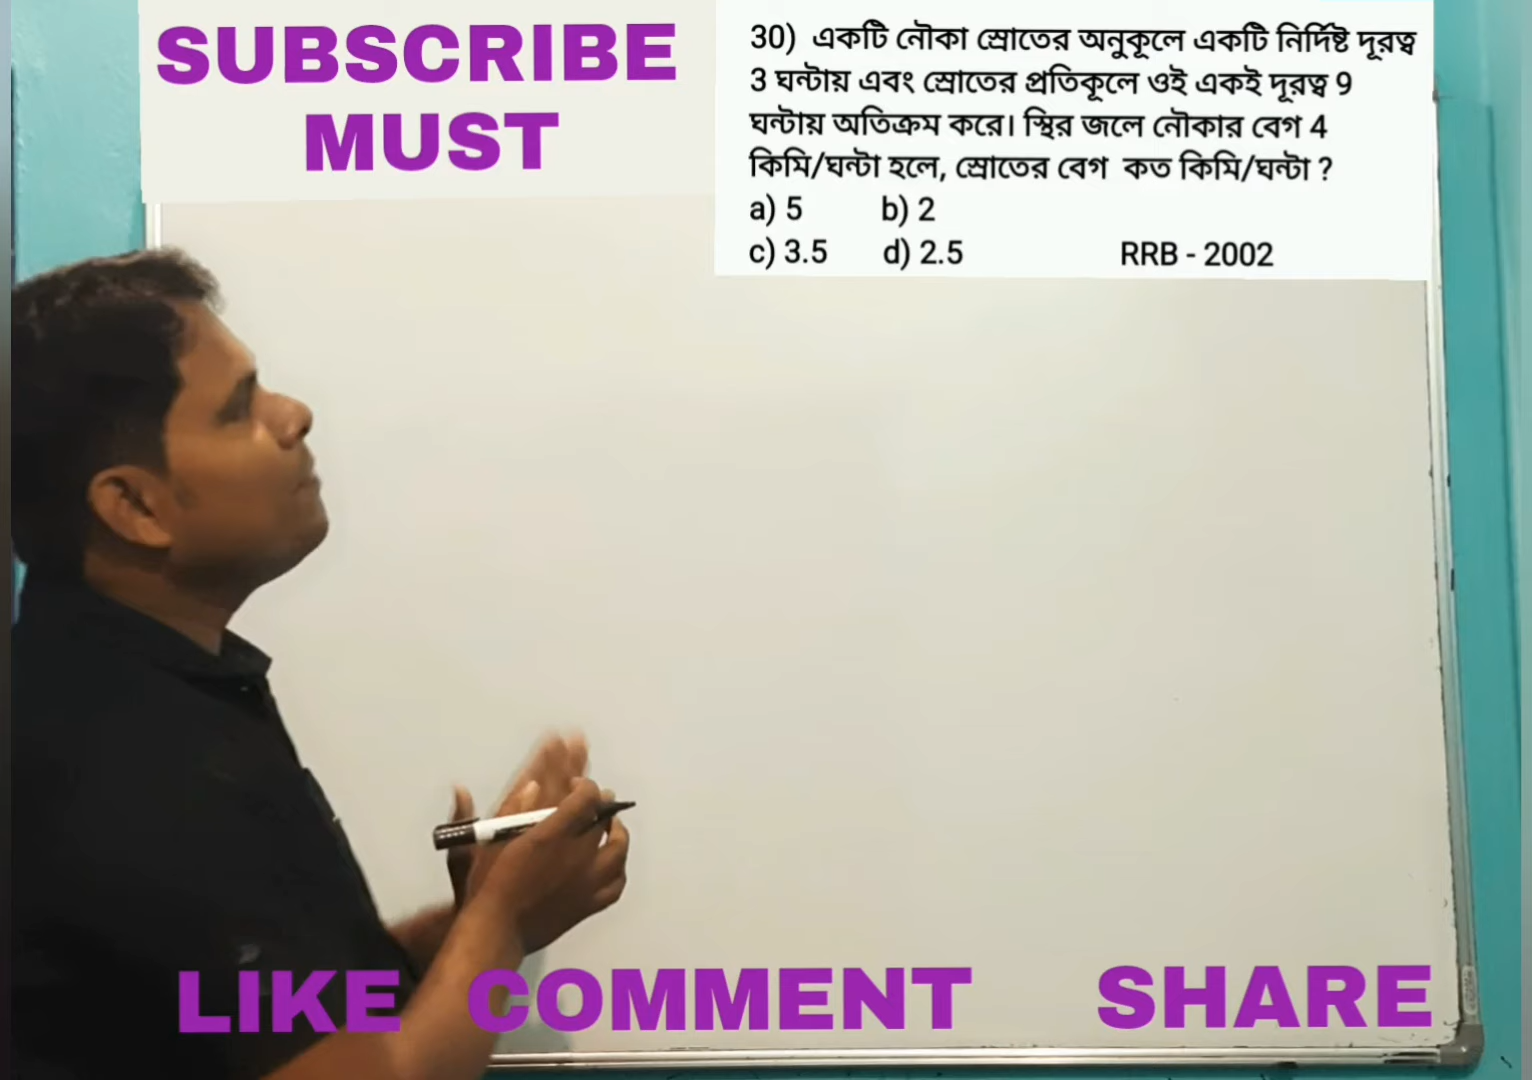 SUBSCRIBE
MUST
30) একটি নৌকা স্রোতের অনুকূলে একটি নির্দিষ্ট দূরত্ব
3 ঘন্টায় এবং স্রোতের প্রতিকূলে ওই একই দূরত্ব 9
ঘন্টায় অতিক্রম করে। স্থির জলে নৌকার বেগ 4
কিমি/ঘন্টা হলে, স্রোতের বেগ কত কিমি/ঘন্টা ?
a) 5 b) 2
c) 3.5 d) 2.5 RRB - 2002
LIKE COMMENT SHARE